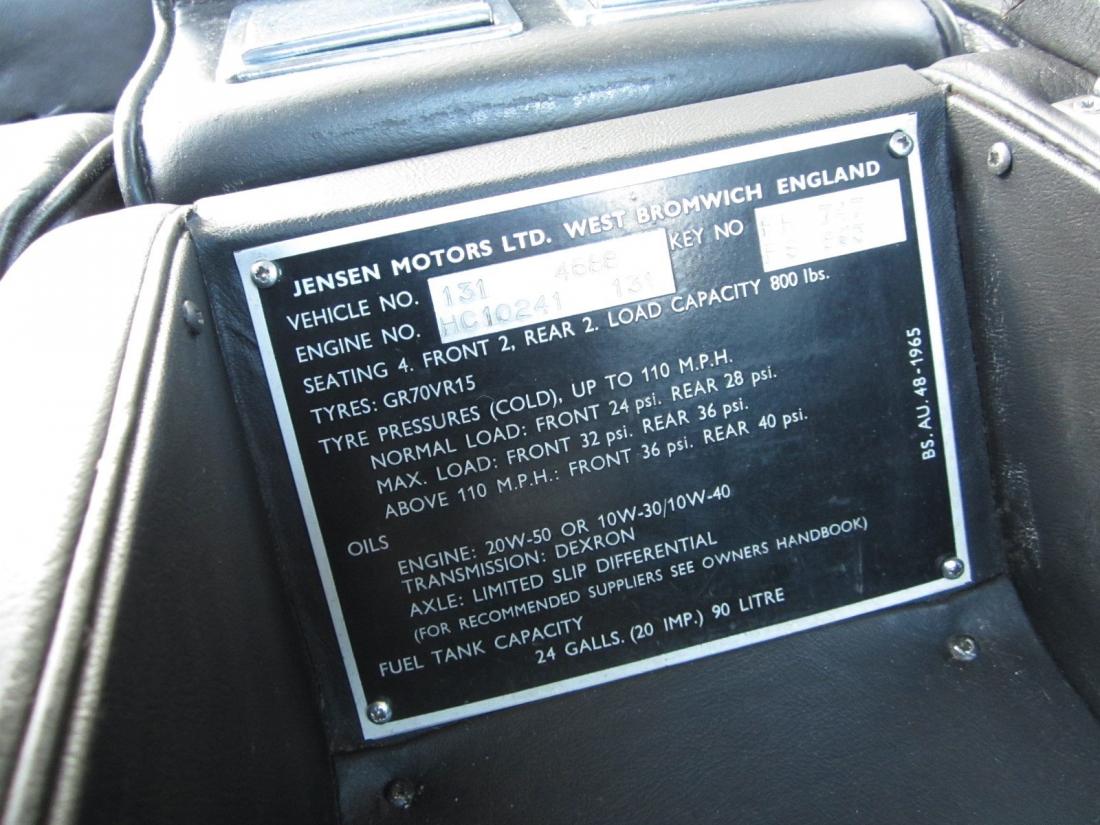 JENSEN MOTORS LTD. WEST BROMWICH ENGLAND
VEHICLE NO. 131 4688 KEY NO
ENGINE NO. HC10241 131
SEATING 4. FRONT 2, REAR 2. LOAD CAPACITY 800 lbs.
TYRES: GR70VR15
TYRE PRESSURES (COLD), UP TO 110 M.P.H.
NORMAL LOAD: FRONT 24 psi. REAR 28 psi.
MAX. LOAD: FRONT 32 psi. REAR 36 psi.
ABOVE 110 M.P.H.: FRONT 36 psi. REAR 40 psi.
OILS
ENGINE: 20W-50 OR 10W-30/10W-40
TRANSMISSION: DEXRON
AXLE: LIMITED SLIP DIFFERENTIAL
(FOR RECOMMENDED SUPPLIERS SEE OWNERS HANDBOOK)
FUEL TANK CAPACITY
24 GALLS. (20 IMP.) 90 LITRE
BS. AU. 48-1965